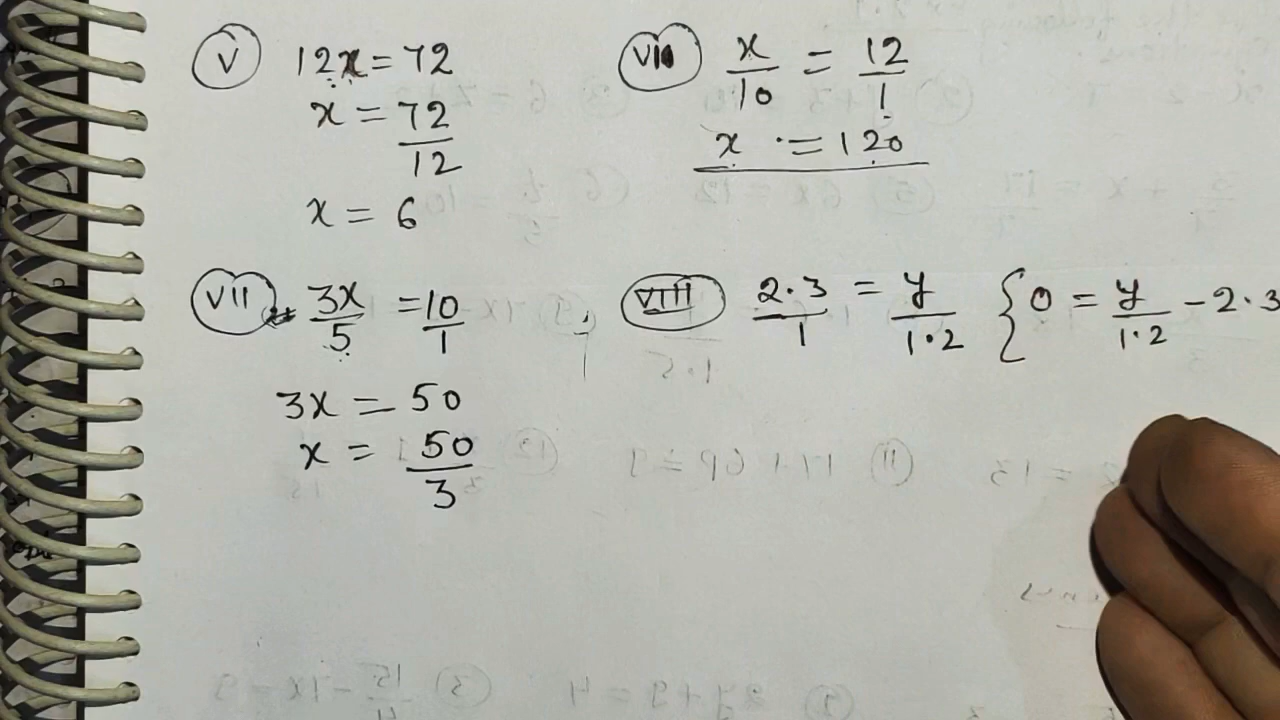 (V) 12x = 72
x = 72/12
x = 6
(VII) x/10 = 12/1
x = 120
(VII) 3x/5 = 10/1
3x = 50
x = 50/3
(VIII) 2·3/1 = y/1·2 { 0 = y/1·2 - 2·3